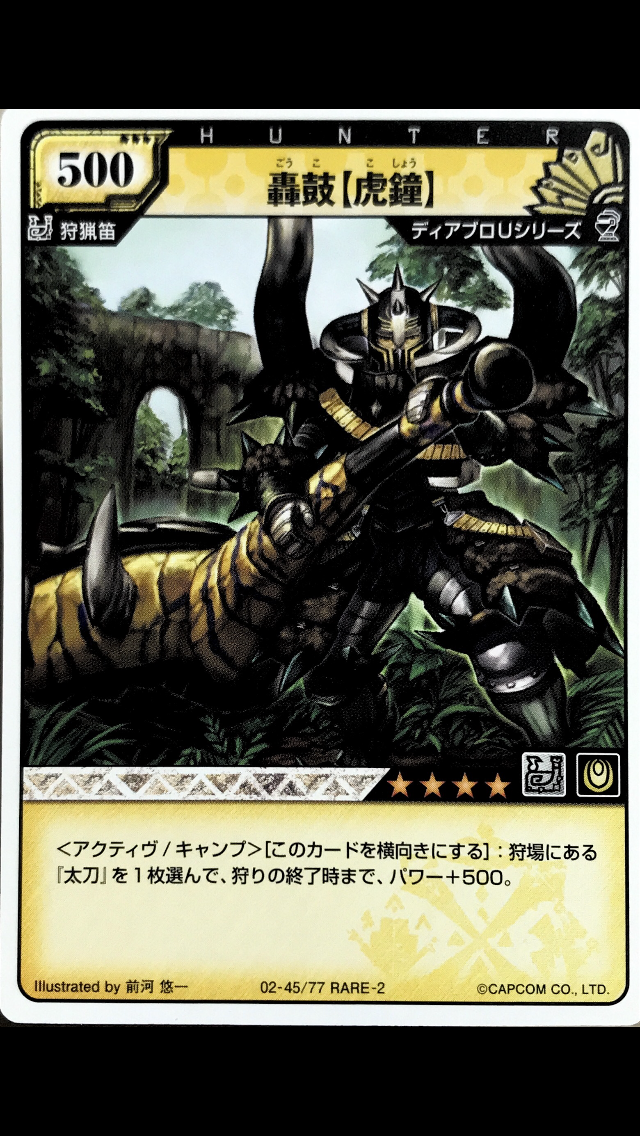 HUNTER
500
ごうこ こしょう
轟鼓【虎鐘】
狩猟笛
ディアブロUシリーズ
<アクティヴ / キャンプ>[このカードを横向きにする]：狩場にある
『太刀』を1枚選んで、狩りの終了時まで、パワー+500。
Illustrated by 前河 悠一
02-45/77 RARE-2
©CAPCOM CO., LTD.